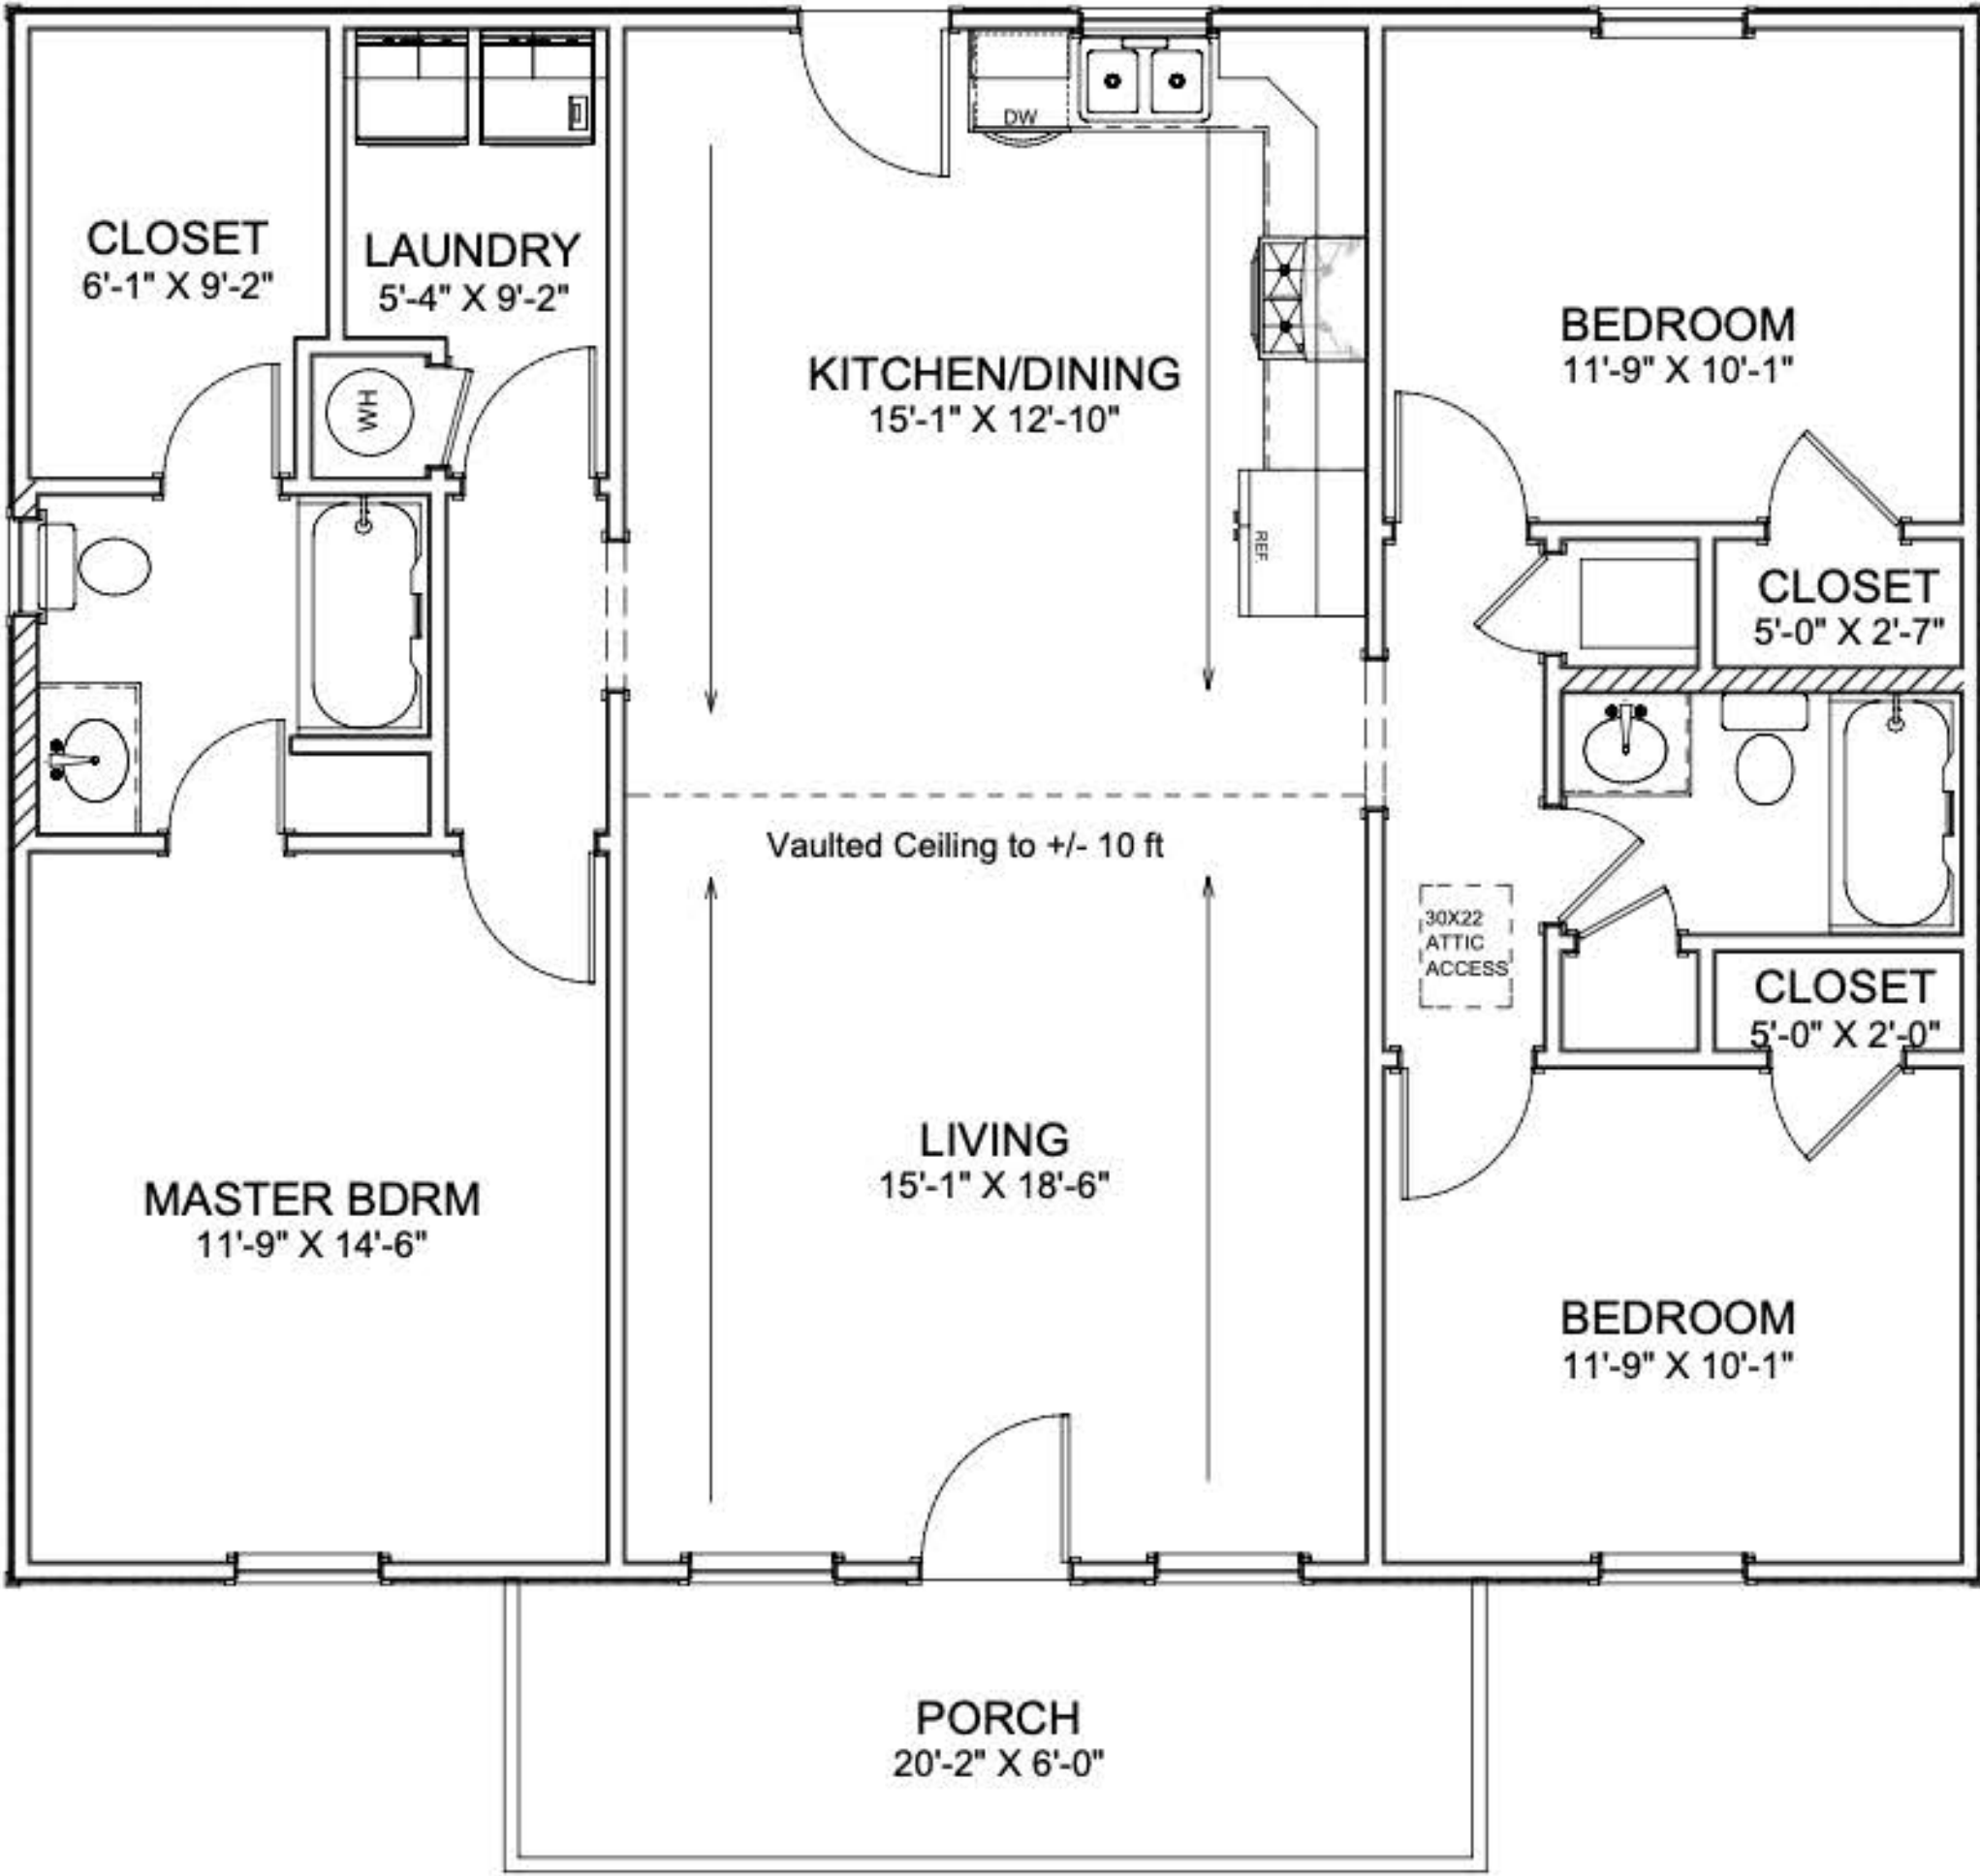 DW
CLOSET
6'-1" X 9'-2"
LAUNDRY
5'-4" X 9'-2"
KITCHEN/DINING
15'-1" X 12'-10"
BEDROOM
11'-9" X 10'-1"
WH
REF.
CLOSET
5'-0" X 2'-7"
Vaulted Ceiling to +/- 10 ft
30X22
ATTIC
ACCESS
CLOSET
5'-0" X 2'-0"
LIVING
15'-1" X 18'-6"
MASTER BDRM
11'-9" X 14'-6"
BEDROOM
11'-9" X 10'-1"
PORCH
20'-2" X 6'-0"